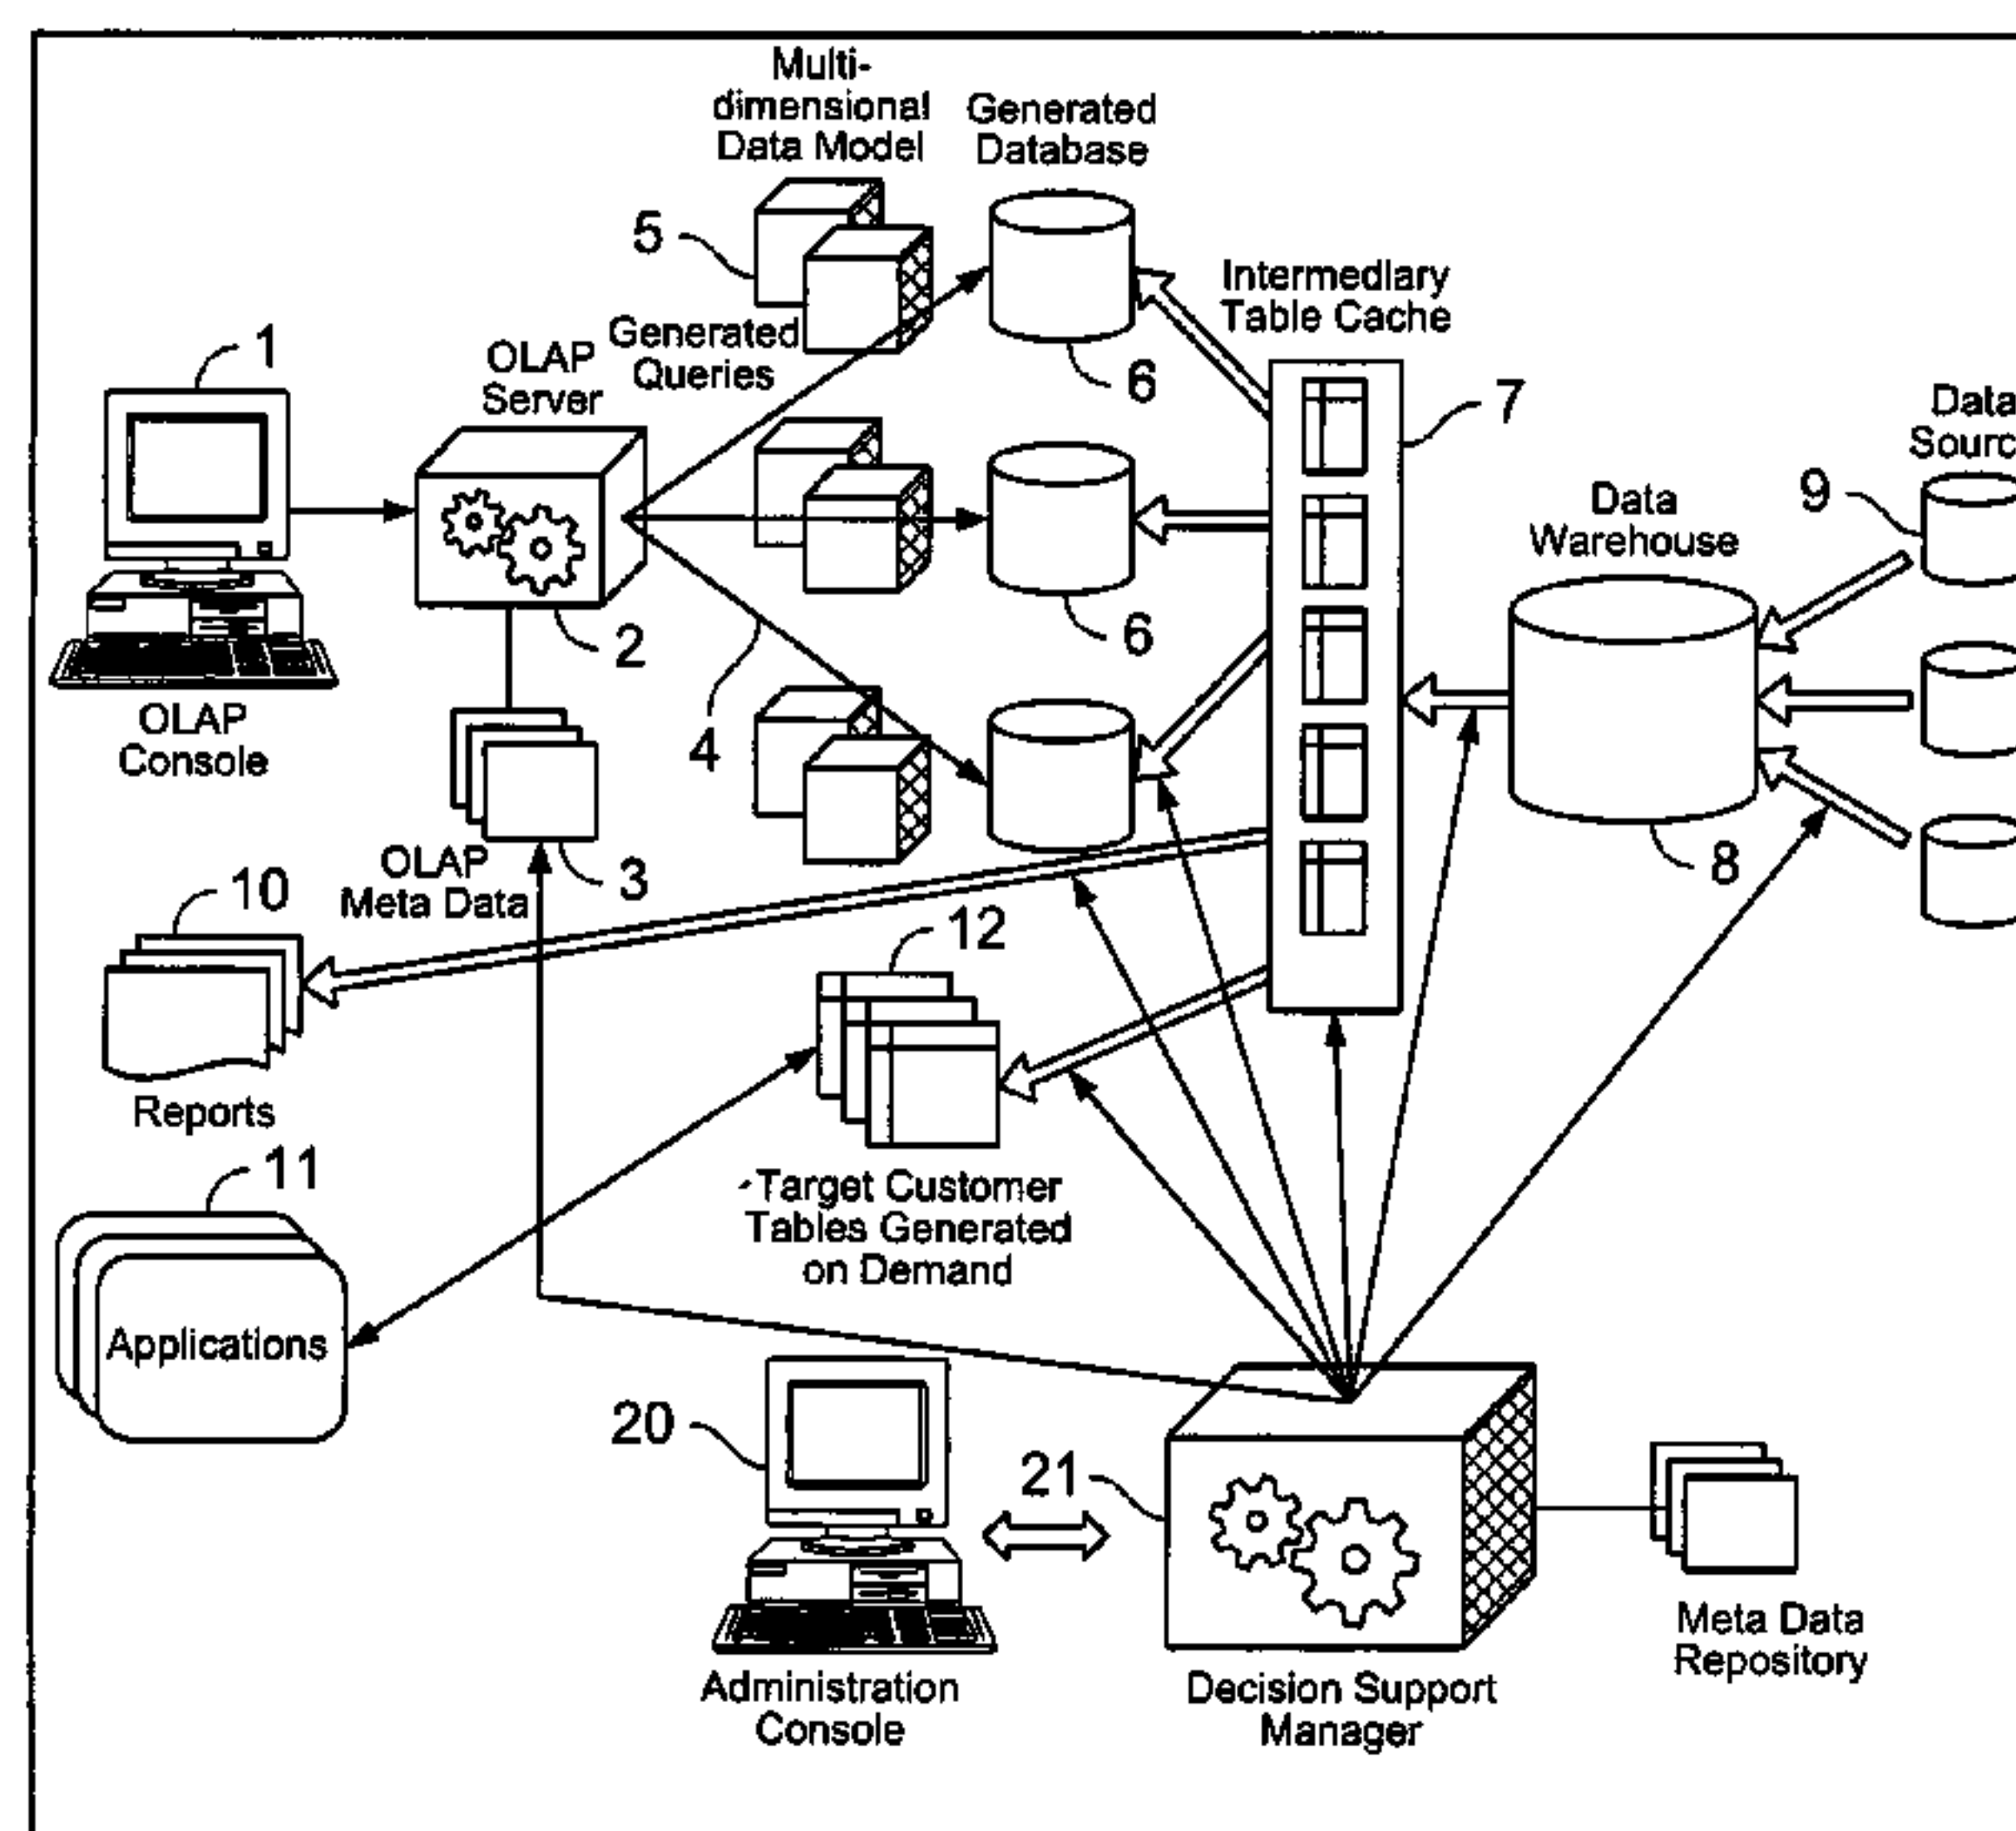 Multi-
dimensional
Data Model
Generated
Database
5
Intermediary
Table Cache
1
OLAP
Server
Generated
Queries
6
7
Data
Sourc
9
Data
Warehouse
2
6
OLAP
Console
4
8
OLAP
Meta Data
3
10
12
Reports
11
Target Customer
Tables Generated
on Demand
Applications
20
21
Meta Data
Repository
Administration
Console
Decision Support
Manager